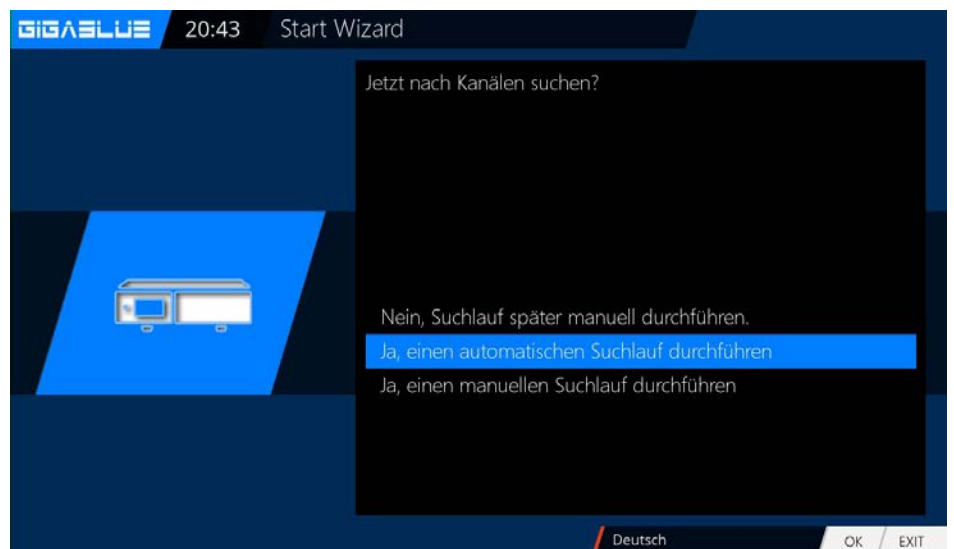 GIGABLUE 20:43 Start Wizard
Jetzt nach Kanälen suchen?
Nein, Suchlauf später manuell durchführen.
Ja, einen automatischen Suchlauf durchführen
Ja, einen manuellen Suchlauf durchführen
Deutsch OK EXIT